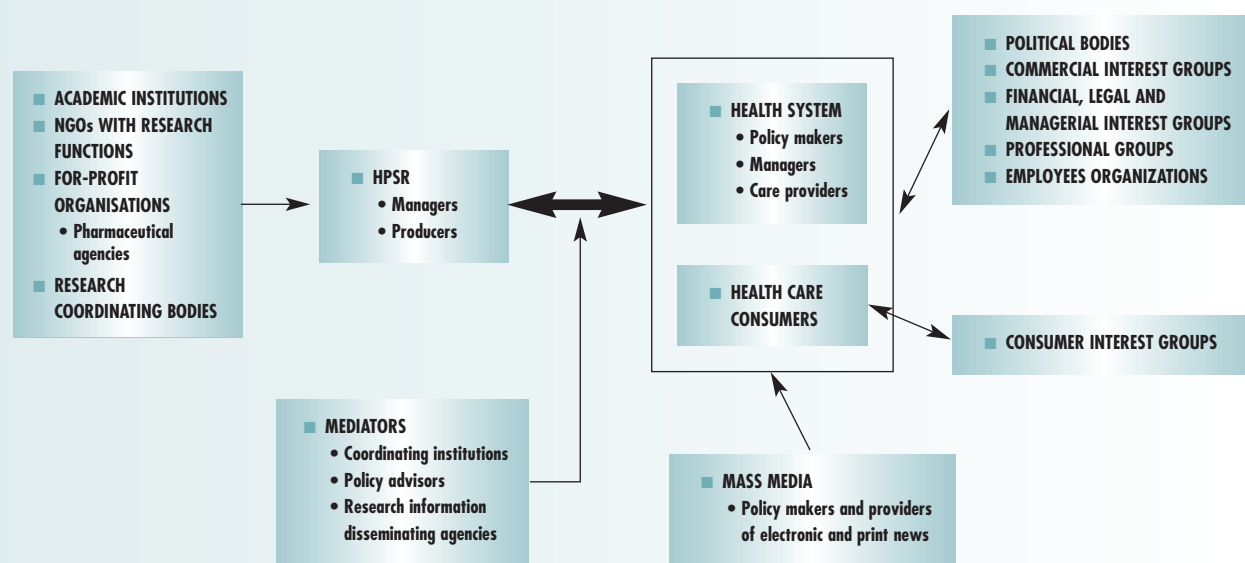 ACADEMIC INSTITUTIONS
NGOs WITH RESEARCH
FUNCTIONS
FOR-PROFIT
ORGANISATIONS
• Pharmaceutical
agencies
RESEARCH
COORDINATING BODIES
HPSR
• Managers
• Producers
MEDIATORS
• Coordinating institutions
• Policy advisors
• Research information
disseminating agencies
HEALTH SYSTEM
• Policy makers
• Managers
• Care providers
HEALTH CARE
CONSUMERS
MASS MEDIA
• Policy makers and providers
of electronic and print news
POLITICAL BODIES
COMMERCIAL INTEREST GROUPS
FINANCIAL, LEGAL AND
MANAGERIAL INTEREST GROUPS
PROFESSIONAL GROUPS
EMPLOYEES ORGANIZATIONS
CONSUMER INTEREST GROUPS